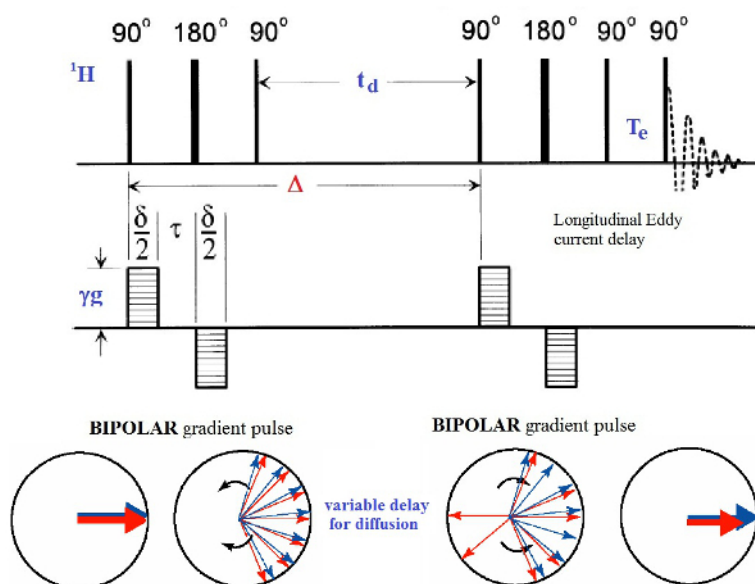 90° 180° 90° 90° 180° 90° 90°
¹H
t_d
T_e
Δ
δ/2 τ δ/2
Longitudinal Eddy
current delay
γg
BIPOLAR gradient pulse
BIPOLAR gradient pulse
variable delay
for diffusion